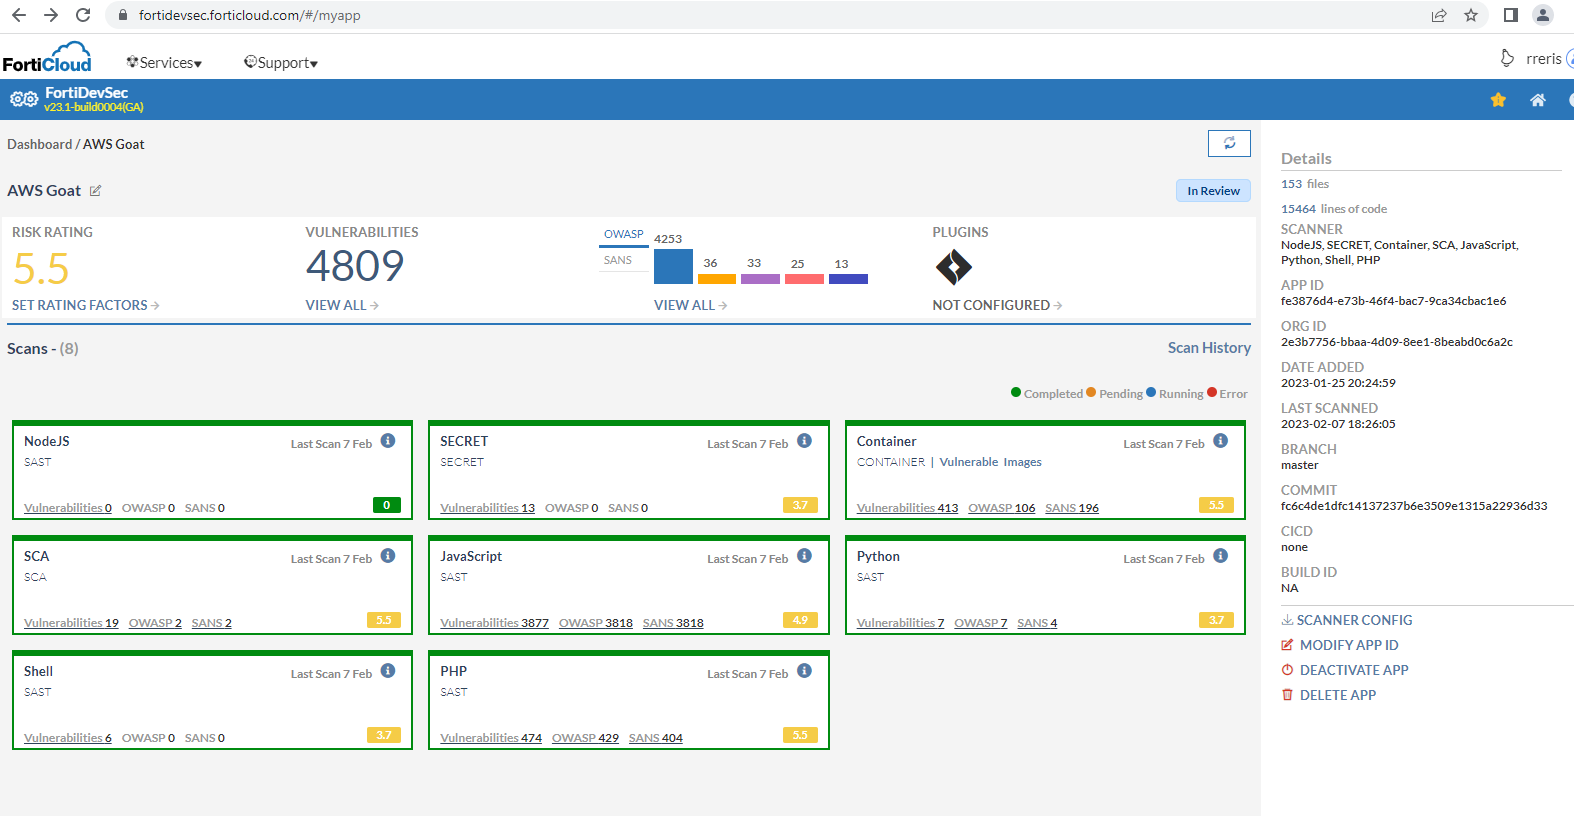 fortidevsec.forticloud.com/#/myapp
FortiCloud
Services▾
Support▾
rreris
FortiDevSec
v23.1-build0004(GA)
Dashboard / AWS Goat
AWS Goat
In Review
RISK RATING
5.5
SET RATING FACTORS
VULNERABILITIES
4809
VIEW ALL
OWASP
SANS
4253
36
33
25
13
VIEW ALL
PLUGINS
NOT CONFIGURED
Scans - (8)
Scan History
Completed Pending Running Error
NodeJS
Last Scan 7 Feb
SAST
Vulnerabilities 0 OWASP 0 SANS 0
0
SECRET
Last Scan 7 Feb
SECRET
Vulnerabilities 13 OWASP 0 SANS 0
3.7
Container
Last Scan 7 Feb
CONTAINER | Vulnerable Images
Vulnerabilities 413 OWASP 106 SANS 196
5.5
SCA
Last Scan 7 Feb
SCA
Vulnerabilities 19 OWASP 2 SANS 2
5.5
JavaScript
Last Scan 7 Feb
SAST
Vulnerabilities 3877 OWASP 3818 SANS 3818
4.9
Python
Last Scan 7 Feb
SAST
Vulnerabilities 7 OWASP 7 SANS 4
3.7
Shell
Last Scan 7 Feb
SAST
Vulnerabilities 6 OWASP 0 SANS 0
3.7
PHP
Last Scan 7 Feb
SAST
Vulnerabilities 474 OWASP 429 SANS 404
5.5
Details
153 files
15464 lines of code
SCANNER
NodeJS, SECRET, Container, SCA, JavaScript,
Python, Shell, PHP
APP ID
fe3876d4-e73b-46f4-bac7-9ca34cbac1e6
ORG ID
2e3b7756-bbaa-4d09-8ee1-8beabd0c6a2c
DATE ADDED
2023-01-25 20:24:59
LAST SCANNED
2023-02-07 18:26:05
BRANCH
master
COMMIT
fc6c4de1dfc14137237b6e3509e1315a22936d33
CICD
none
BUILD ID
NA
SCANNER CONFIG
MODIFY APP ID
DEACTIVATE APP
DELETE APP